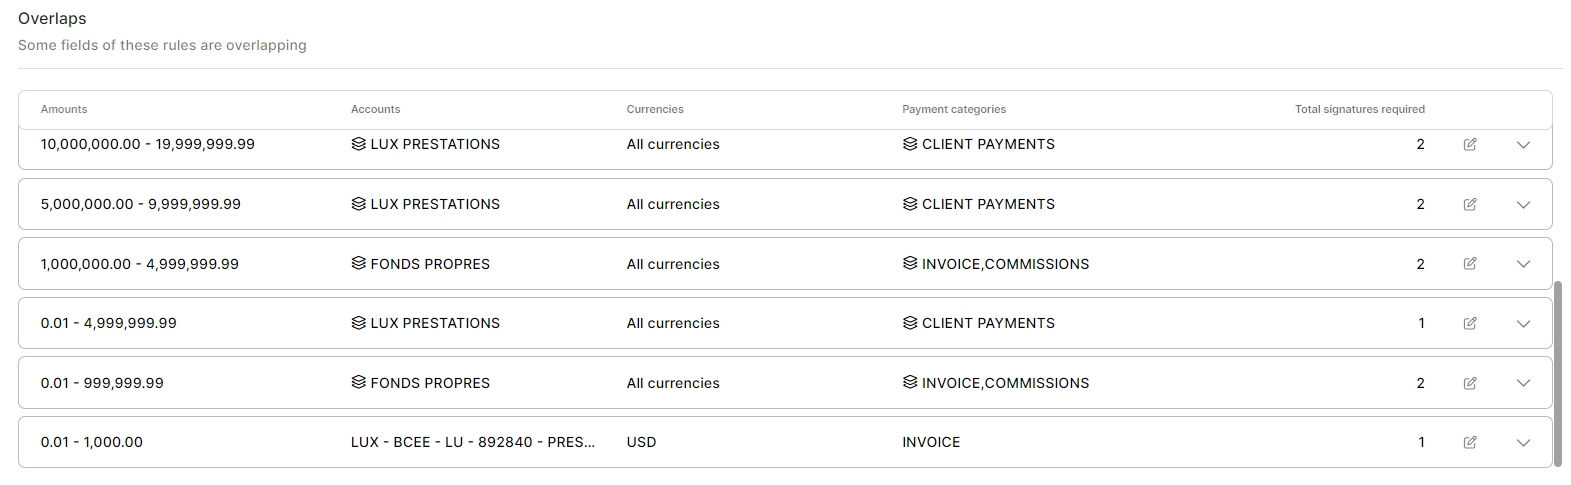 Overlaps
Some fields of these rules are overlapping
Amounts Accounts Currencies Payment categories Total signatures required
10,000,000.00 - 19,999,999.99 LUX PRESTATIONS All currencies CLIENT PAYMENTS 2
5,000,000.00 - 9,999,999.99 LUX PRESTATIONS All currencies CLIENT PAYMENTS 2
1,000,000.00 - 4,999,999.99 FONDS PROPRES All currencies INVOICE,COMMISSIONS 2
0.01 - 4,999,999.99 LUX PRESTATIONS All currencies CLIENT PAYMENTS 1
0.01 - 999,999.99 FONDS PROPRES All currencies INVOICE,COMMISSIONS 2
0.01 - 1,000.00 LUX - BCEE - LU - 892840 - PRES... USD INVOICE 1